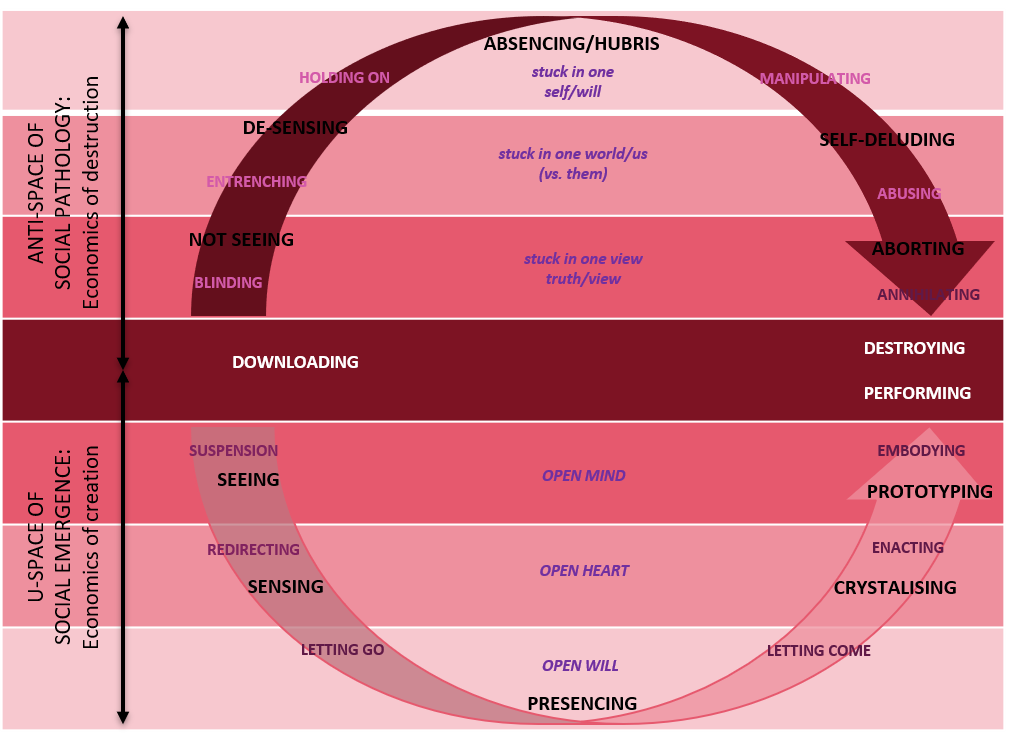 ABSENCING/HUBRIS
HOLDING ON
stuck in one
self/will
MANIPULATING
DE-SENSING
SELF-DELUDING
ENTRENCHING
stuck in one world/us
(vs. them)
ABUSING
NOT SEEING
ABORTING
BLINDING
stuck in one view
truth/view
ANNIHILATING
ANTI-SPACE OF
SOCIAL PATHOLOGY:
Economics of destruction
DOWNLOADING
DESTROYING
PERFORMING
SUSPENSION
SEEING
OPEN MIND
EMBODYING
PROTOTYPING
REDIRECTING
SENSING
OPEN HEART
ENACTING
CRYSTALISING
LETTING GO
OPEN WILL
LETTING COME
PRESENCING
U-SPACE OF
SOCIAL EMERGENCE:
Economics of creation